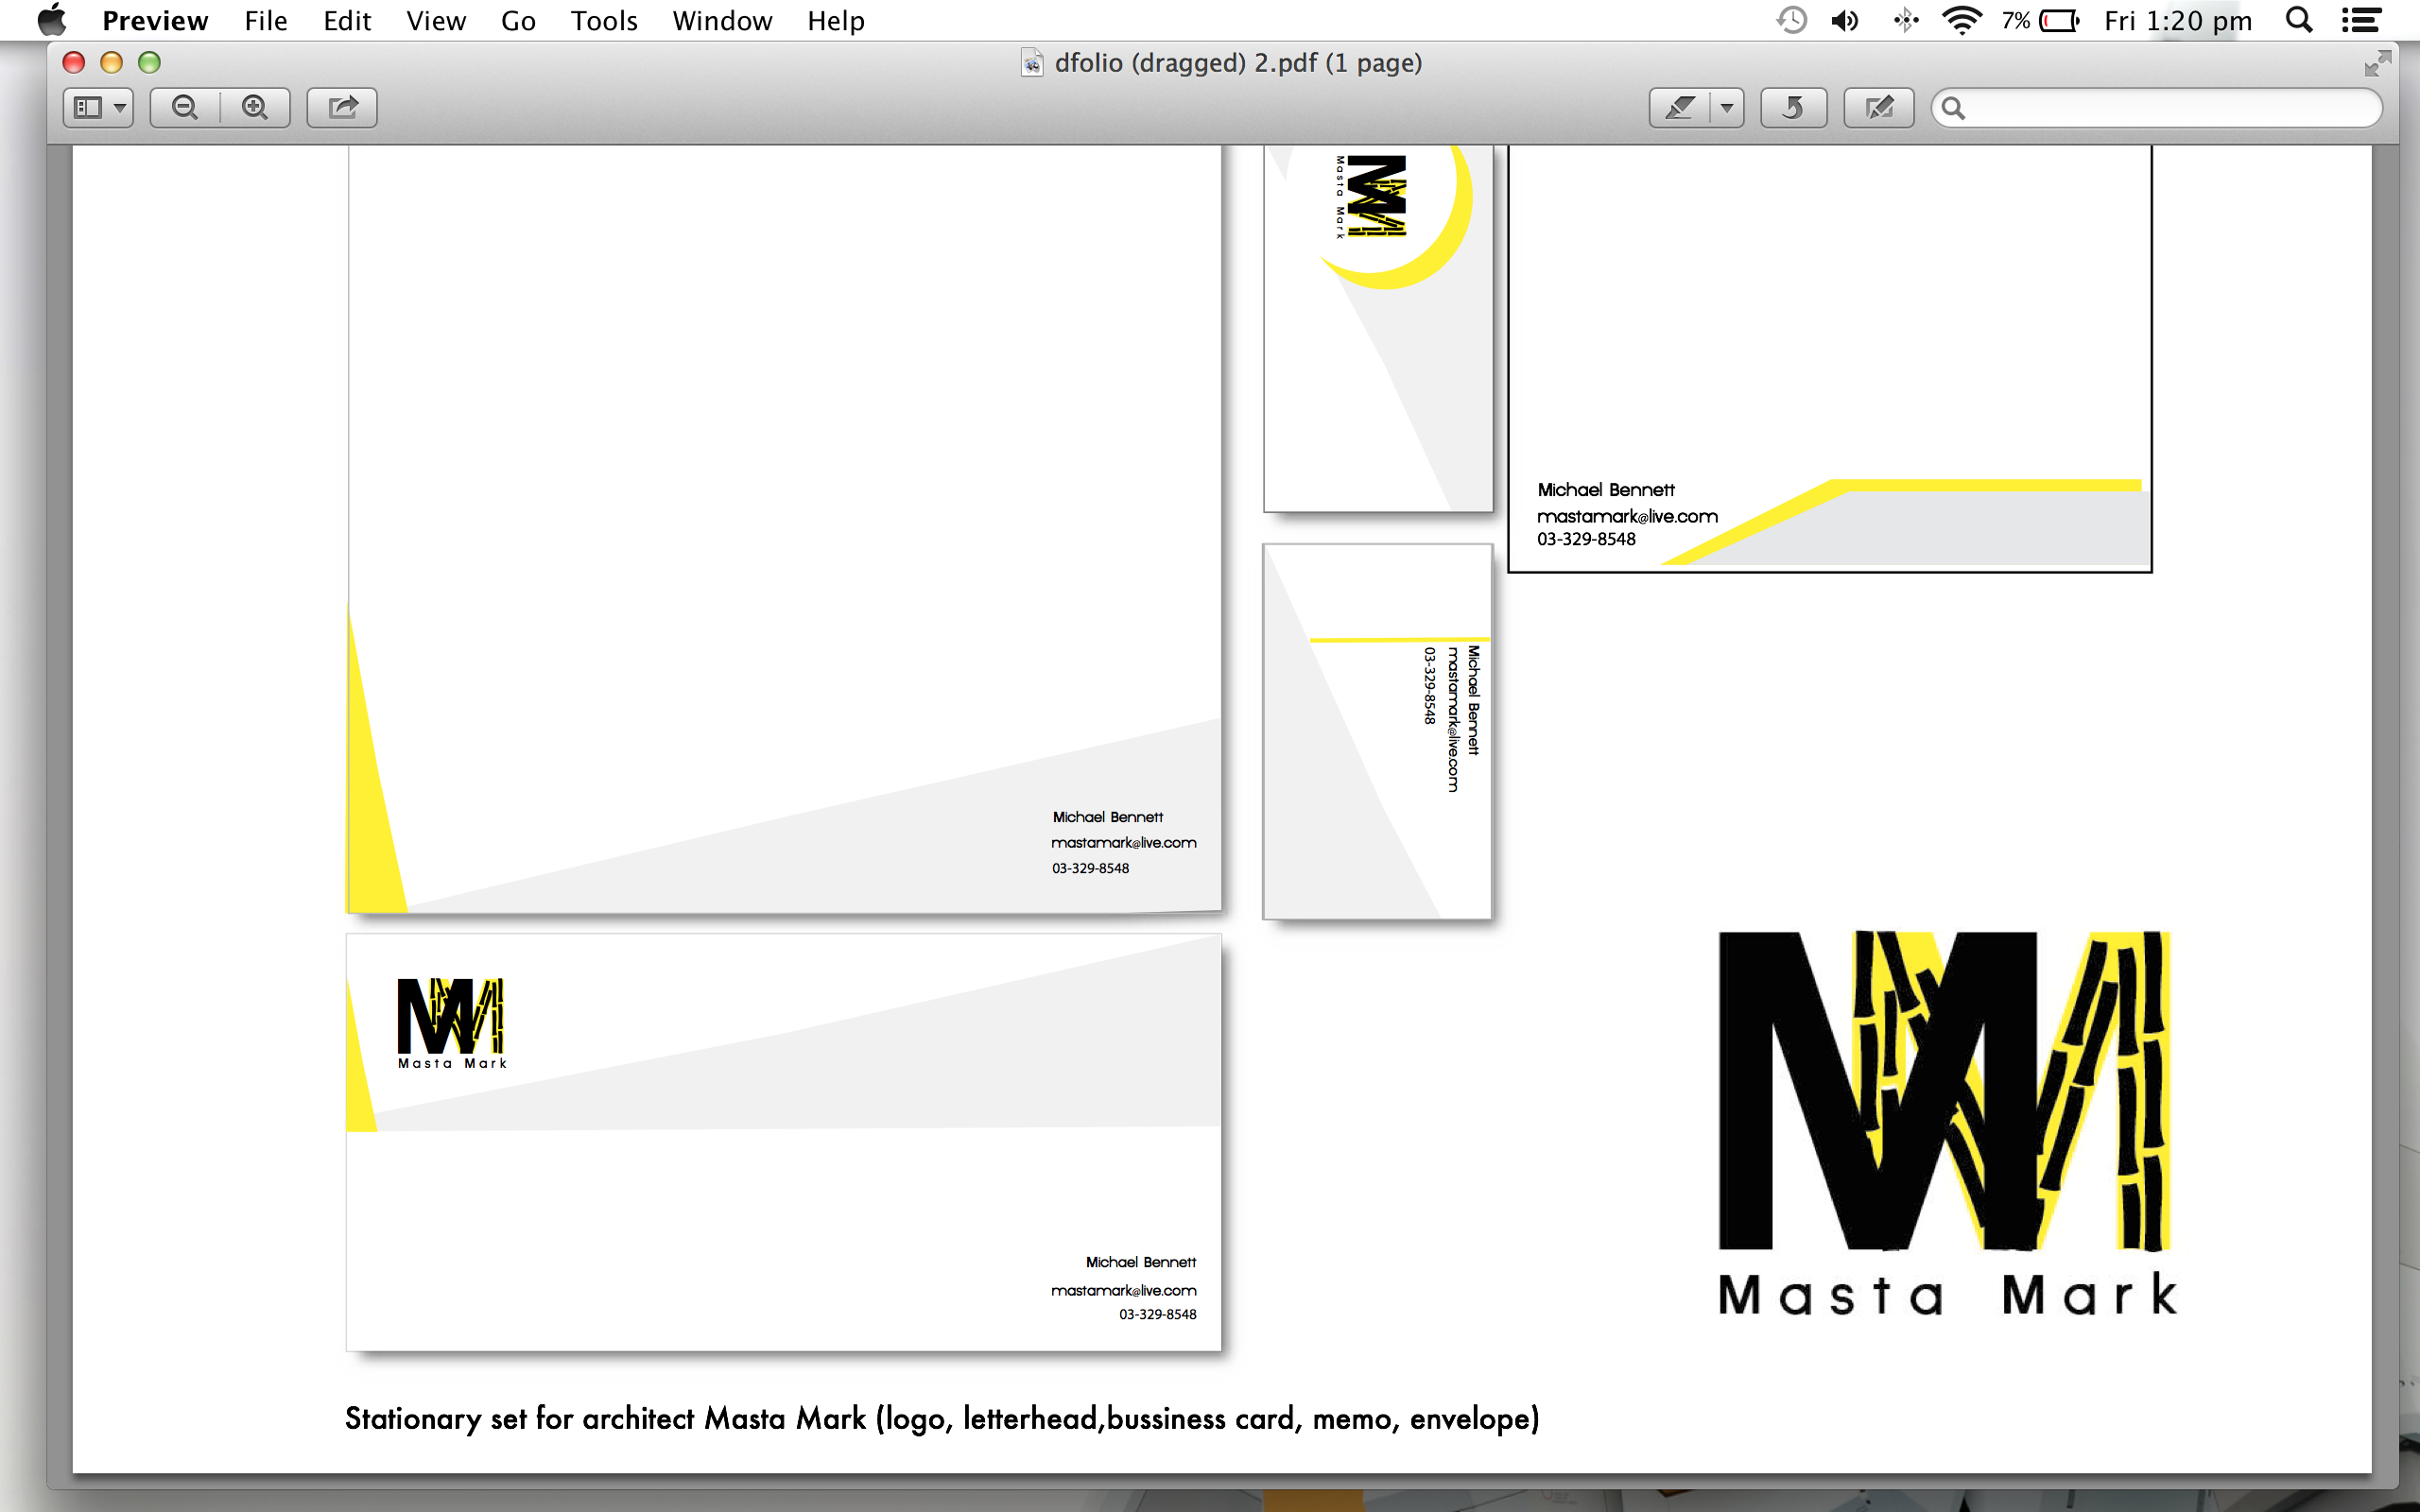 Preview File Edit View Go Tools Window Help 7% Fri 1:20 pm
dfolio (dragged) 2.pdf (1 page)
Masta Mark
Michael Bennett
mastamark@live.com
03-329-8548
Michael Bennett
mastamark@live.com
03-329-8548
Michael Bennett
mastamark@live.com
03-329-8548
M
Masta Mark
Michael Bennett
mastamark@live.com
03-329-8548
M
Masta Mark
Stationary set for architect Masta Mark (logo, letterhead,bussiness card, memo, envelope)